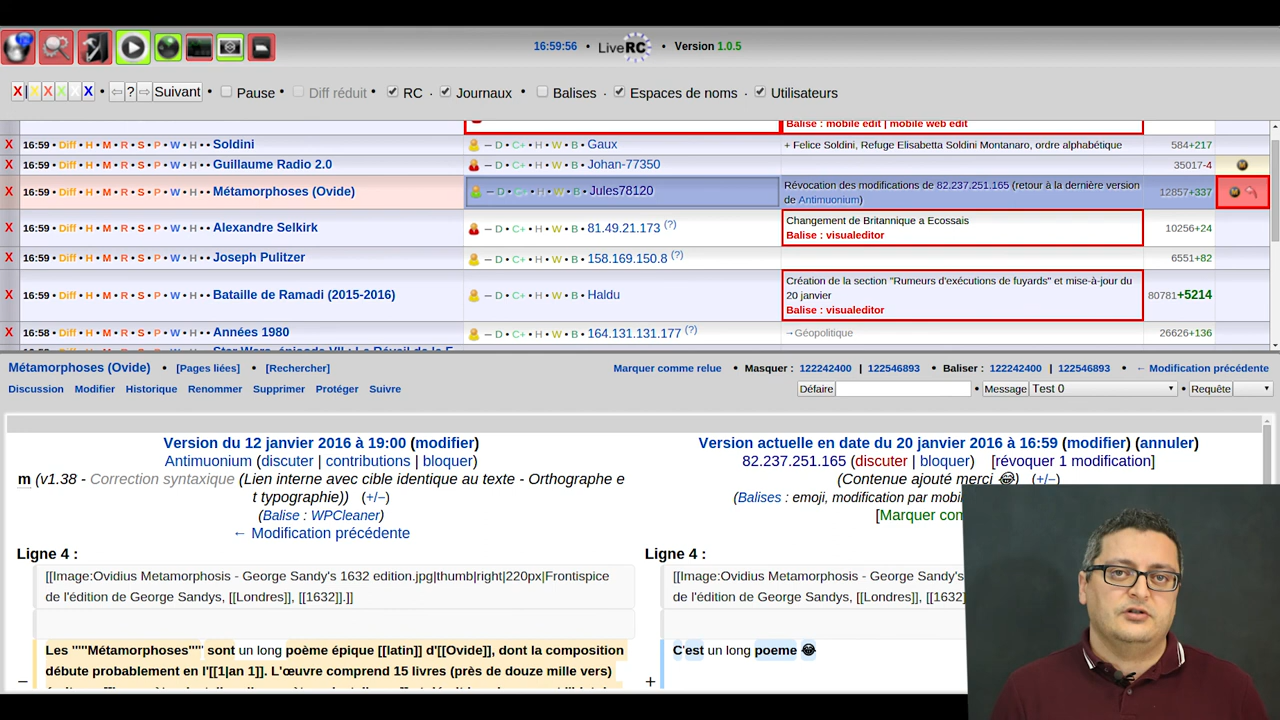 16:59:56 • LiveRC • Version 1.0.5
X X X X X X • ⇦ ? ⇨ Suivant • Pause • Diff réduit • RC · Journaux • Balises · Espaces de noms · Utilisateurs
Balise : mobile edit | mobile web edit
X 16:59 • Diff • H • M • R • S • P • W • H • • Soldini — D • C+ • H • W • B • Gaux + Felice Soldini, Refuge Elisabetta Soldini Montanaro, ordre alphabétique 584+217
X 16:59 • Diff • H • M • R • S • P • W • H • • Guillaume Radio 2.0 — D • C+ • H • W • B • Johan-77350 35017-4
X 16:59 • Diff • H • M • R • S • P • W • H • • Métamorphoses (Ovide) — D • C+ • H • W • B • Jules78120 Révocation des modifications de 82.237.251.165 (retour à la dernière version 12857+337
de Antimuonium)
X 16:59 • Diff • H • M • R • S • P • W • H • • Alexandre Selkirk — D • C+ • H • W • B • 81.49.21.173 (?) Changement de Britannique a Ecossais 10256+24
Balise : visualeditor
X 16:59 • Diff • H • M • R • S • P • W • H • • Joseph Pulitzer — D • C+ • H • W • B • 158.169.150.8 (?) 6551+82
X 16:59 • Diff • H • M • R • S • P • W • H • • Bataille de Ramadi (2015-2016) — D • C+ • H • W • B • Haldu Création de la section "Rumeurs d'exécutions de fuyards" et mise-à-jour du 80781+5214
20 janvier
Balise : visualeditor
X 16:58 • Diff • H • M • R • S • P • W • H • • Années 1980 — D • C+ • H • W • B • 164.131.131.177 (?) →Géopolitique 26626+136
Métamorphoses (Ovide) • [Pages liées] • [Rechercher] Marquer comme relue • Masquer : 122242400 | 122546893 • Baliser : 122242400 | 122546893 • ← Modification précédente
Discussion Modifier Historique Renommer Supprimer Protéger Suivre Défaire • Message Test 0 • Requête
Version du 12 janvier 2016 à 19:00 (modifier)
Antimuonium (discuter | contributions | bloquer)
m (v1.38 - Correction syntaxique (Lien interne avec cible identique au texte - Orthographe e
t typographie)) (+/−)
(Balise : WPCleaner)
← Modification précédente
Version actuelle en date du 20 janvier 2016 à 16:59 (modifier) (annuler)
82.237.251.165 (discuter | bloquer) [révoquer 1 modification]
(Contenue ajouté merci 😂) (+/−)
(Balises : emoji, modification par mobi
[Marquer com
Ligne 4 :
[[Image:Ovidius Metamorphosis - George Sandy's 1632 edition.jpg|thumb|right|220px|Frontispice
de l'édition de George Sandys, [[Londres]], [[1632]].]]
Les '''''Métamorphoses''''' sont un long poème épique [[latin]] d'[[Ovide]], dont la composition
− débute probablement en l'[[1|an 1]]. L'œuvre comprend 15 livres (près de douze mille vers)
Ligne 4 :
[[Image:Ovidius Metamorphosis - George Sa
de l'édition de George Sandys, [[Londres]], [[1632]
+ C'est un long poeme 😂